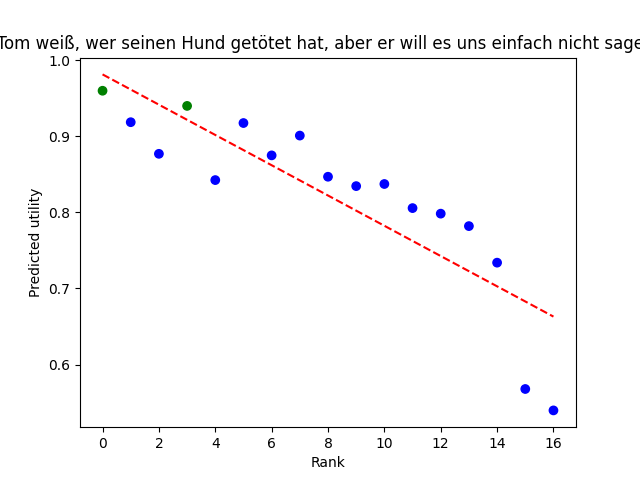 Tom weiß, wer seinen Hund getötet hat, aber er will es uns einfach nicht sage
1.0
0.9
0.8
0.7
0.6
Predicted utility
0 2 4 6 8 10 12 14 16
Rank